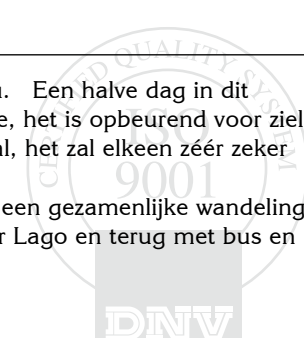 . Een halve dag in dit
e, het is opbeurend voor ziel
l, het zal elkeen zéér zeker
een gezamenlijke wandeling
r Lago en terug met bus en
CERTIFIED QUALITY SYSTEM
ISO
9001
DNV